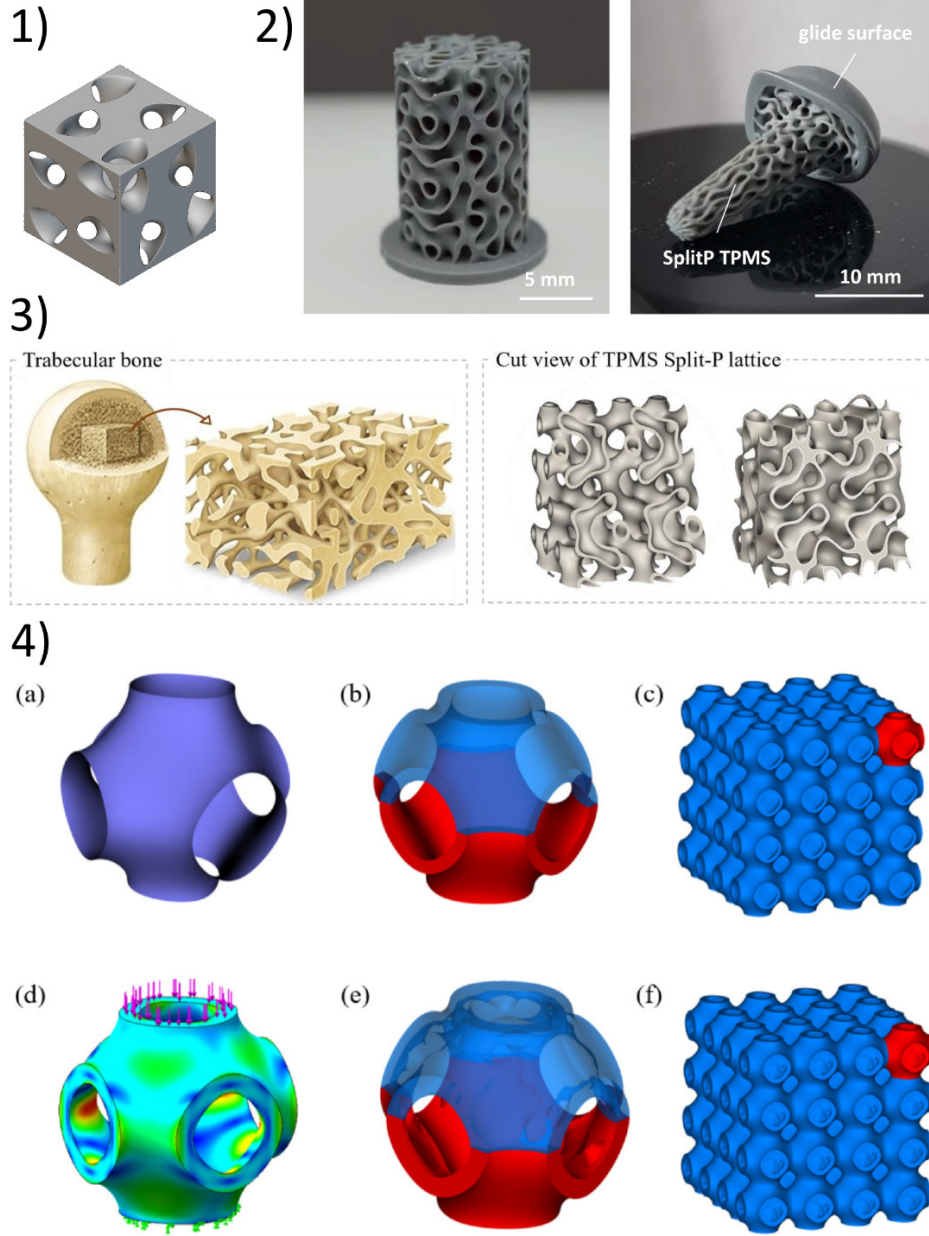 1)
2)
glide surface
SplitP TPMS
5 mm
10 mm
3)
Trabecular bone
Cut view of TPMS Split-P lattice
4)
(a)
(b)
(c)
(d)
(e)
(f)